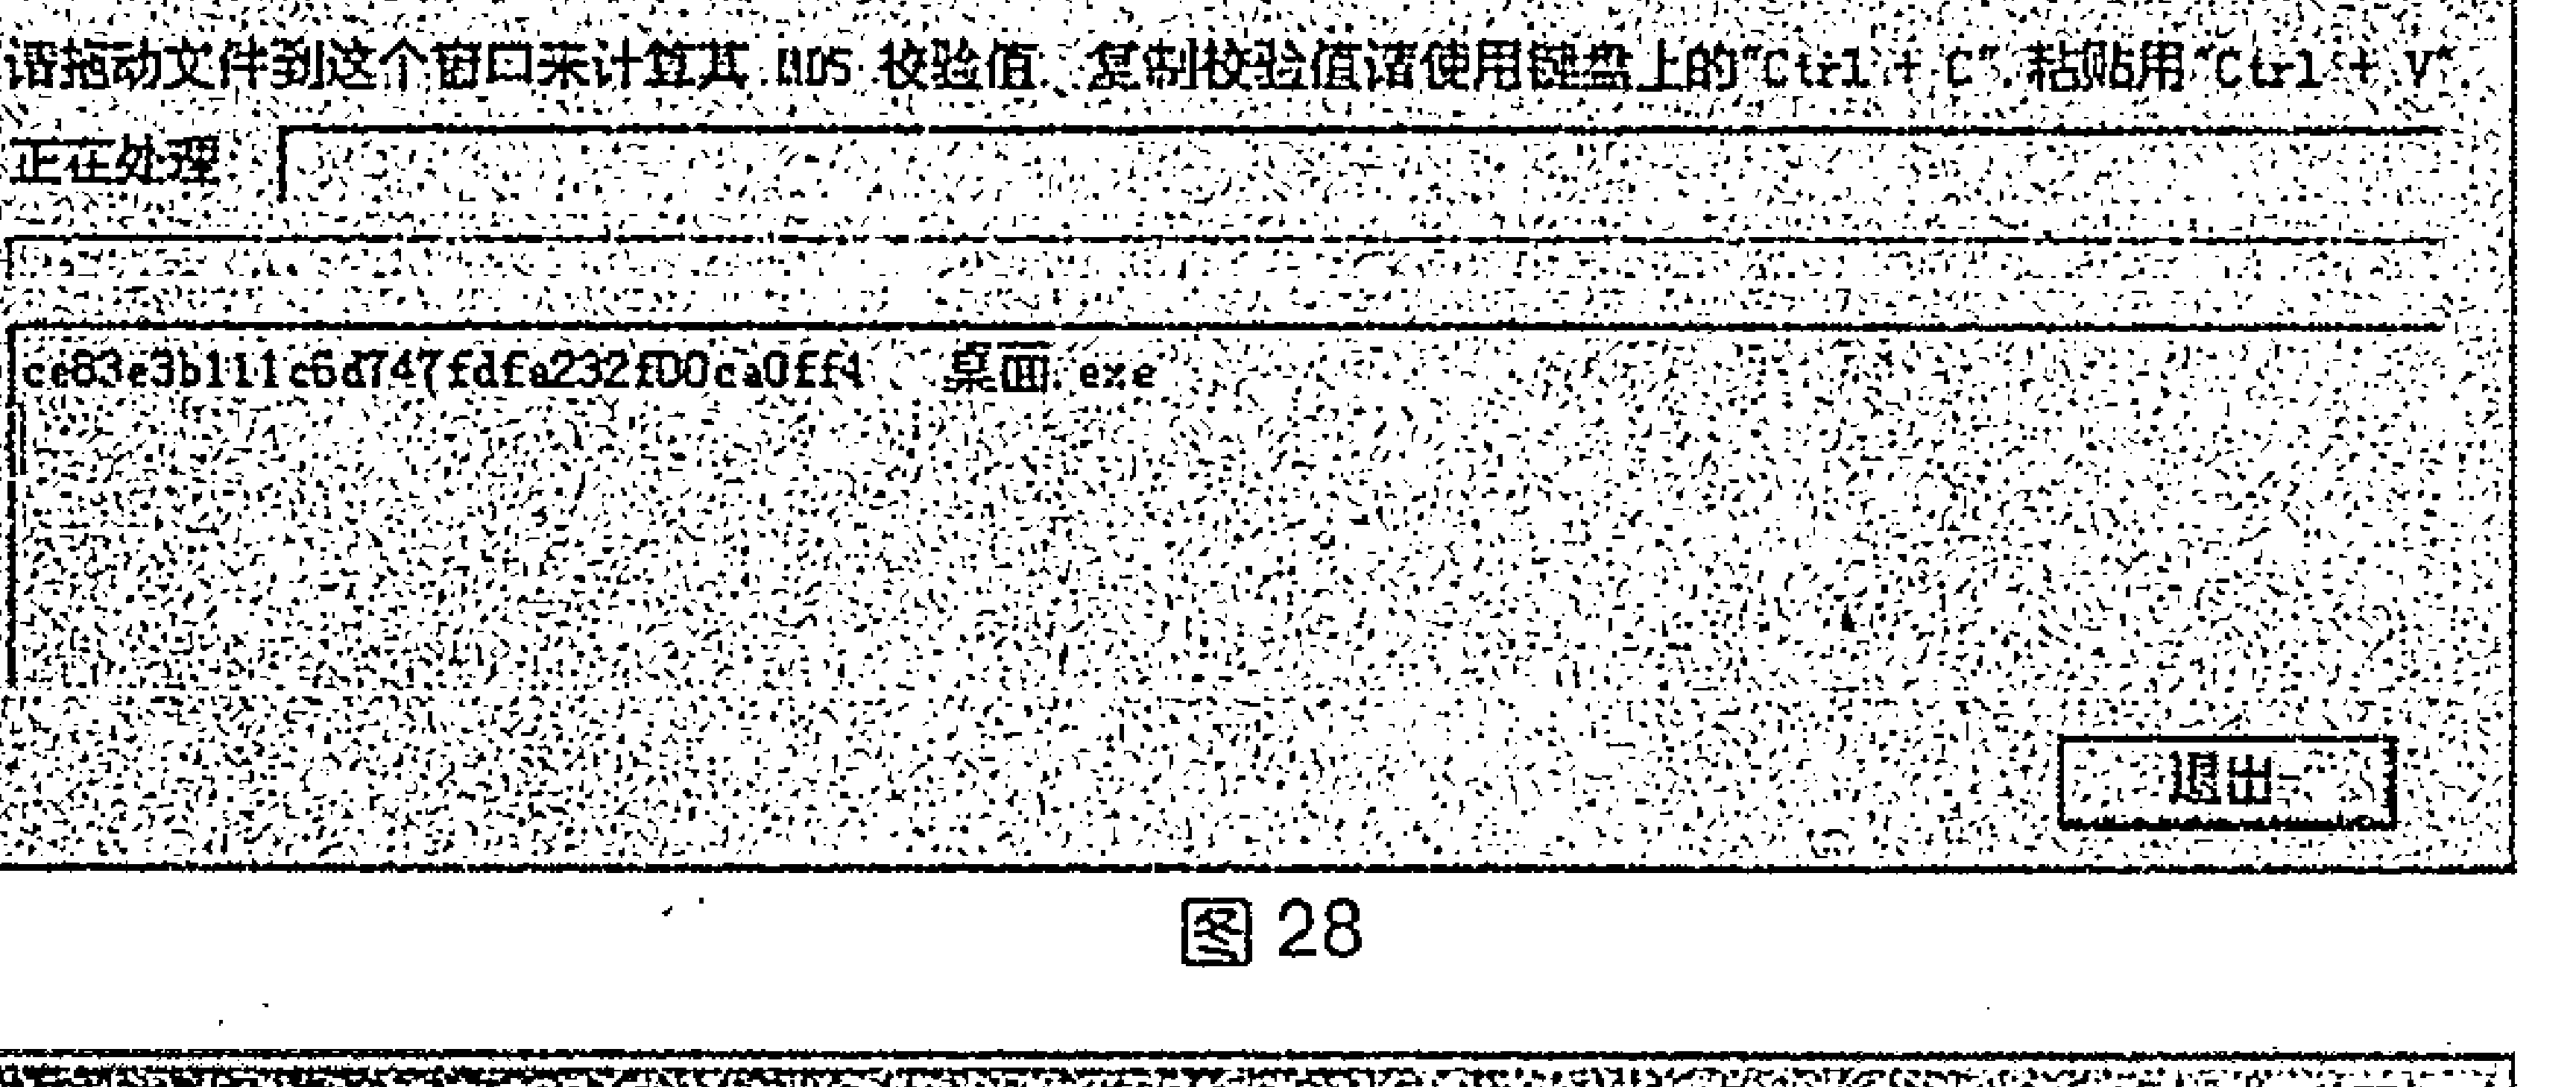 请拖动文件到这个窗口来计算其 MD5 校验值、复制校验值请使用键盘上的"Ctrl + C".粘贴用"Ctrl + V".
正在处理:
ce83e3b111c6d747fdfa232f00ca0ff4 桌面.exe
退出
图 28